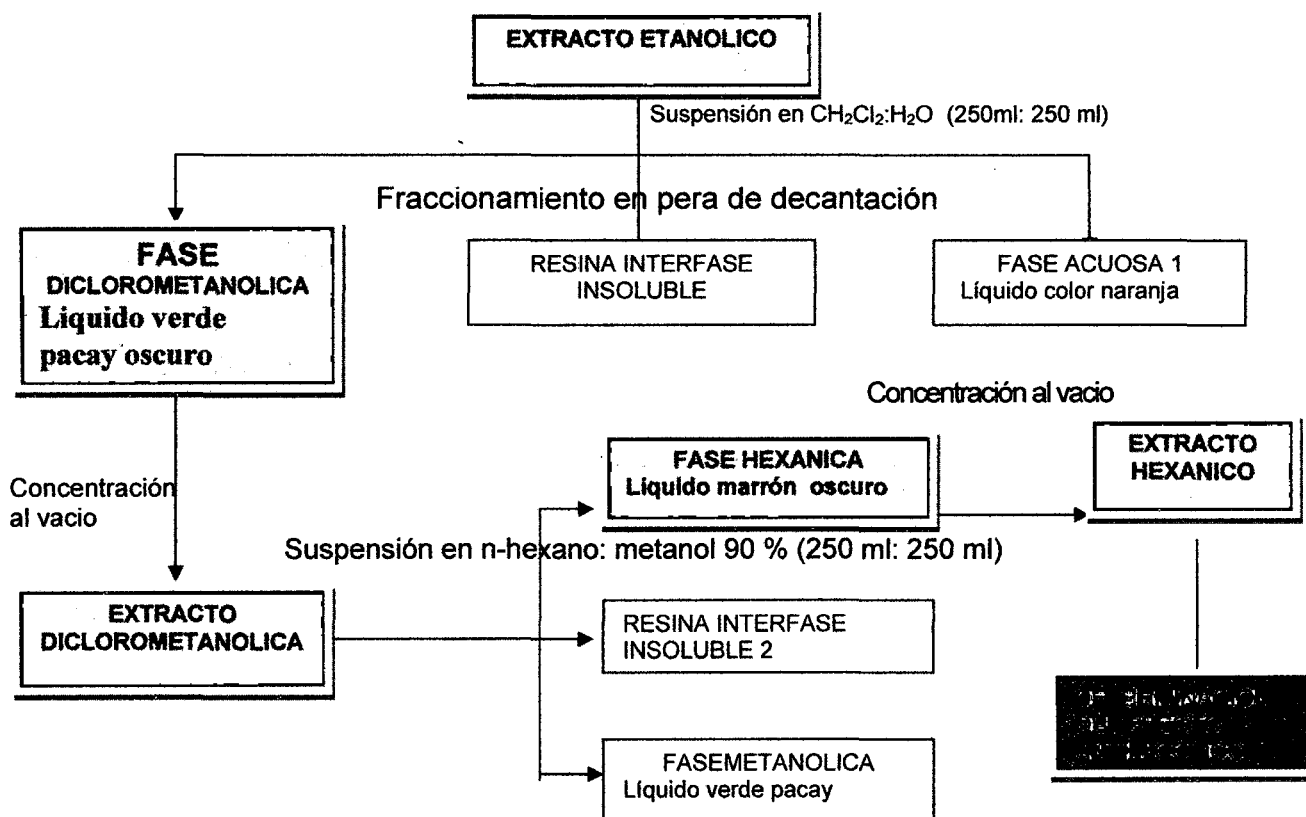 EXTRACTO ETANOLICO
Suspensión en CH₂Cl₂:H₂O (250ml: 250 ml)
Fraccionamiento en pera de decantación
FASE
DICLOROMETANOLICA
Liquido verde
pacay oscuro
RESINA INTERFASE
INSOLUBLE
FASE ACUOSA 1
Líquido color naranja
Concentración al vacio
FASE HEXANICA
Líquido marrón oscuro
EXTRACTO
HEXANICO
Concentración
al vacio
Suspensión en n-hexano: metanol 90 % (250 ml: 250 ml)
EXTRACTO
DICLOROMETANOLICA
RESINA INTERFASE
INSOLUBLE 2
FASEMETANOLICA
Líquido verde pacay